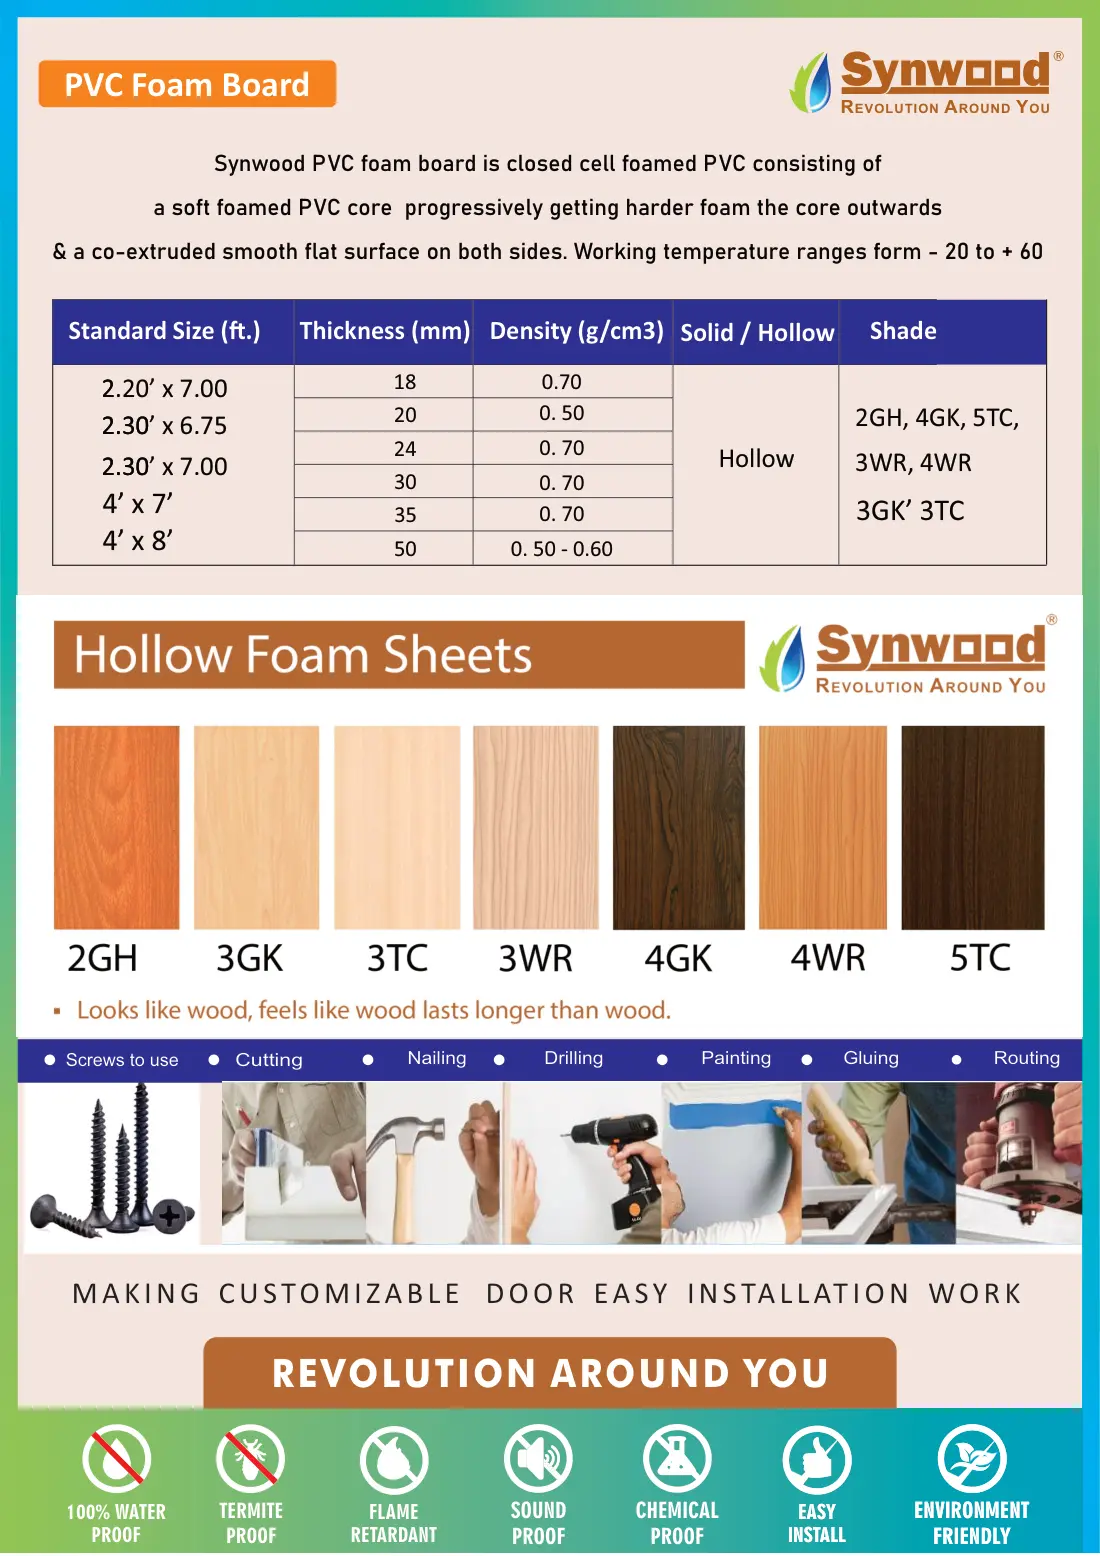 PVC Foam Board
Synwood®
REVOLUTION AROUND YOU
Synwood PVC foam board is closed cell foamed PVC consisting of
a soft foamed PVC core progressively getting harder foam the core outwards
& a co-extruded smooth flat surface on both sides. Working temperature ranges form - 20 to + 60
Standard Size (ft.) Thickness (mm) Density (g/cm3) Solid / Hollow Shade
2.20’ x 7.00
2.30’ x 6.75
2.30’ x 7.00
4’ x 7’
4’ x 8’
18 0.70
20 0. 50
24 0. 70
30 0. 70
35 0. 70
50 0. 50 - 0.60
Hollow
2GH, 4GK, 5TC,
3WR, 4WR
3GK’ 3TC
Hollow Foam Sheets
Synwood®
REVOLUTION AROUND YOU
2GH 3GK 3TC 3WR 4GK 4WR 5TC
▪ Looks like wood, feels like wood lasts longer than wood.
● Screws to use ● Cutting ● Nailing ● Drilling ● Painting ● Gluing ● Routing
MAKING CUSTOMIZABLE DOOR EASY INSTALLATION WORK
REVOLUTION AROUND YOU
100% WATER
PROOF
TERMITE
PROOF
FLAME
RETARDANT
SOUND
PROOF
CHEMICAL
PROOF
EASY
INSTALL
ENVIRONMENT
FRIENDLY